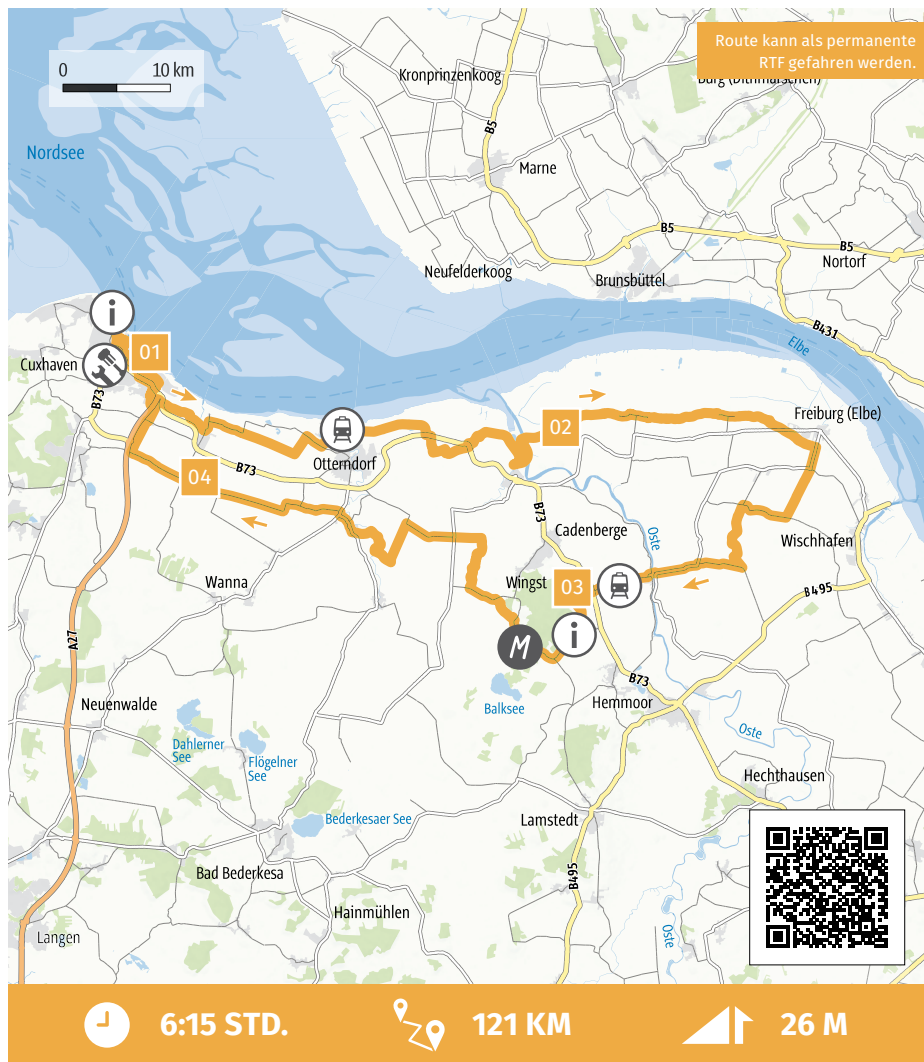 Route kann als permanente
RTF gefahren werden.
0 10 km
Kronprinzenkoog
Burg (Dithmarschen)
B5
Nordsee
Marne
B5
B5
Nortorf
Neufelderkoog
Brunsbüttel
B431
Elbe
i
01
Cuxhaven
B73
Freiburg (Elbe)
02
Otterndorf
B73
04
B73
Cadenberge
Oste
Wischhafen
Wanna
Wingst
03
B495
i
M
A27
B73
Neuenwalde
Balksee
Hemmoor
Oste
Dahlerner
See
Flögelner
See
Hechthausen
Bederkesaer See
Lamstedt
Bad Bederkesa
B495
Hainmühlen
Langen
Oste
6:15 STD. 121 KM 26 M